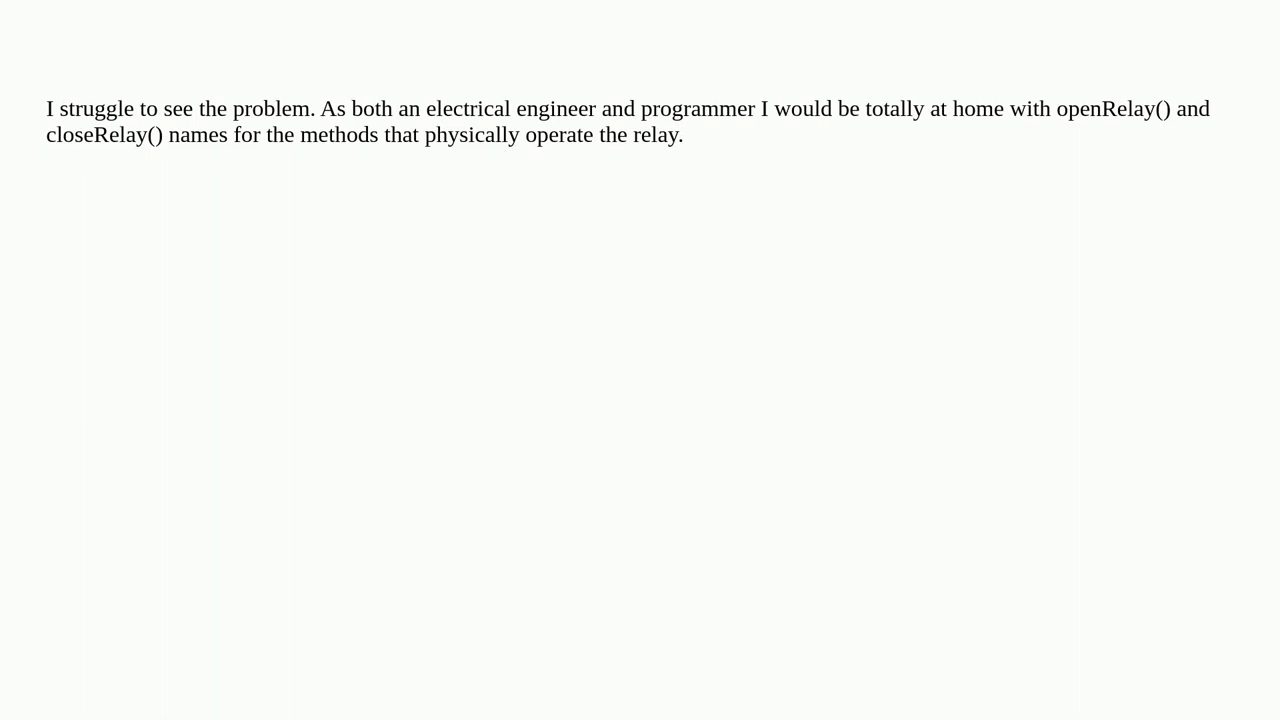 I struggle to see the problem. As both an electrical engineer and programmer I would be totally at home with openRelay() and
closeRelay() names for the methods that physically operate the relay.